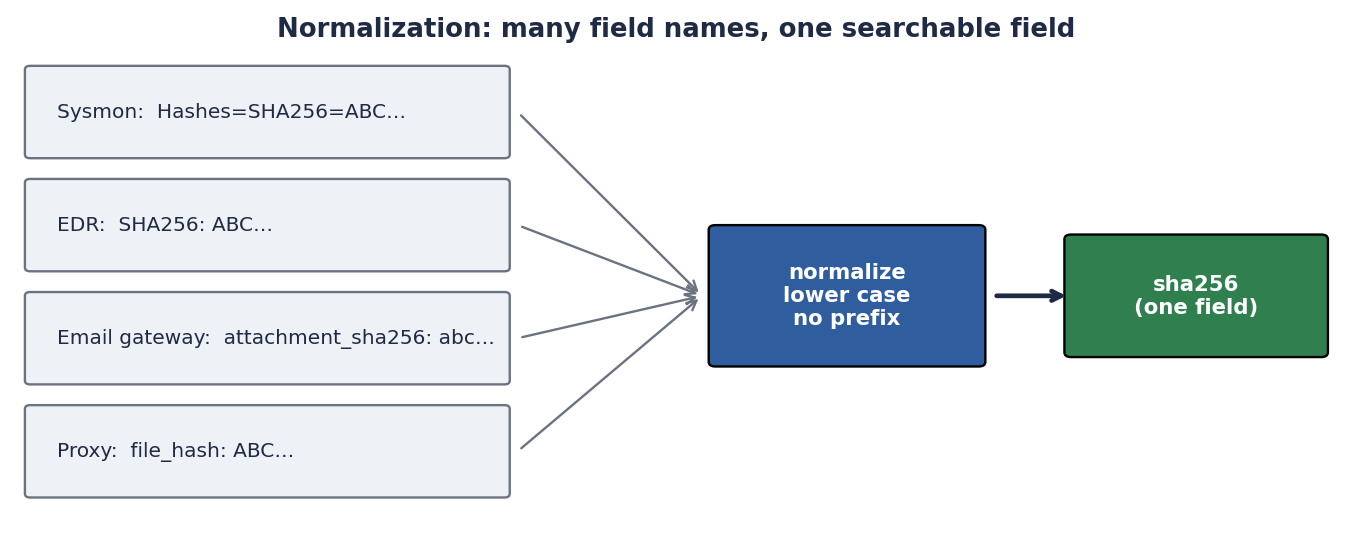 Normalization: many field names, one searchable field
Sysmon:  Hashes=SHA256=ABC...
EDR:  SHA256: ABC...
Email gateway:  attachment_sha256: abc...
Proxy:  file_hash: ABC...
normalize
lower case
no prefix
sha256
(one field)